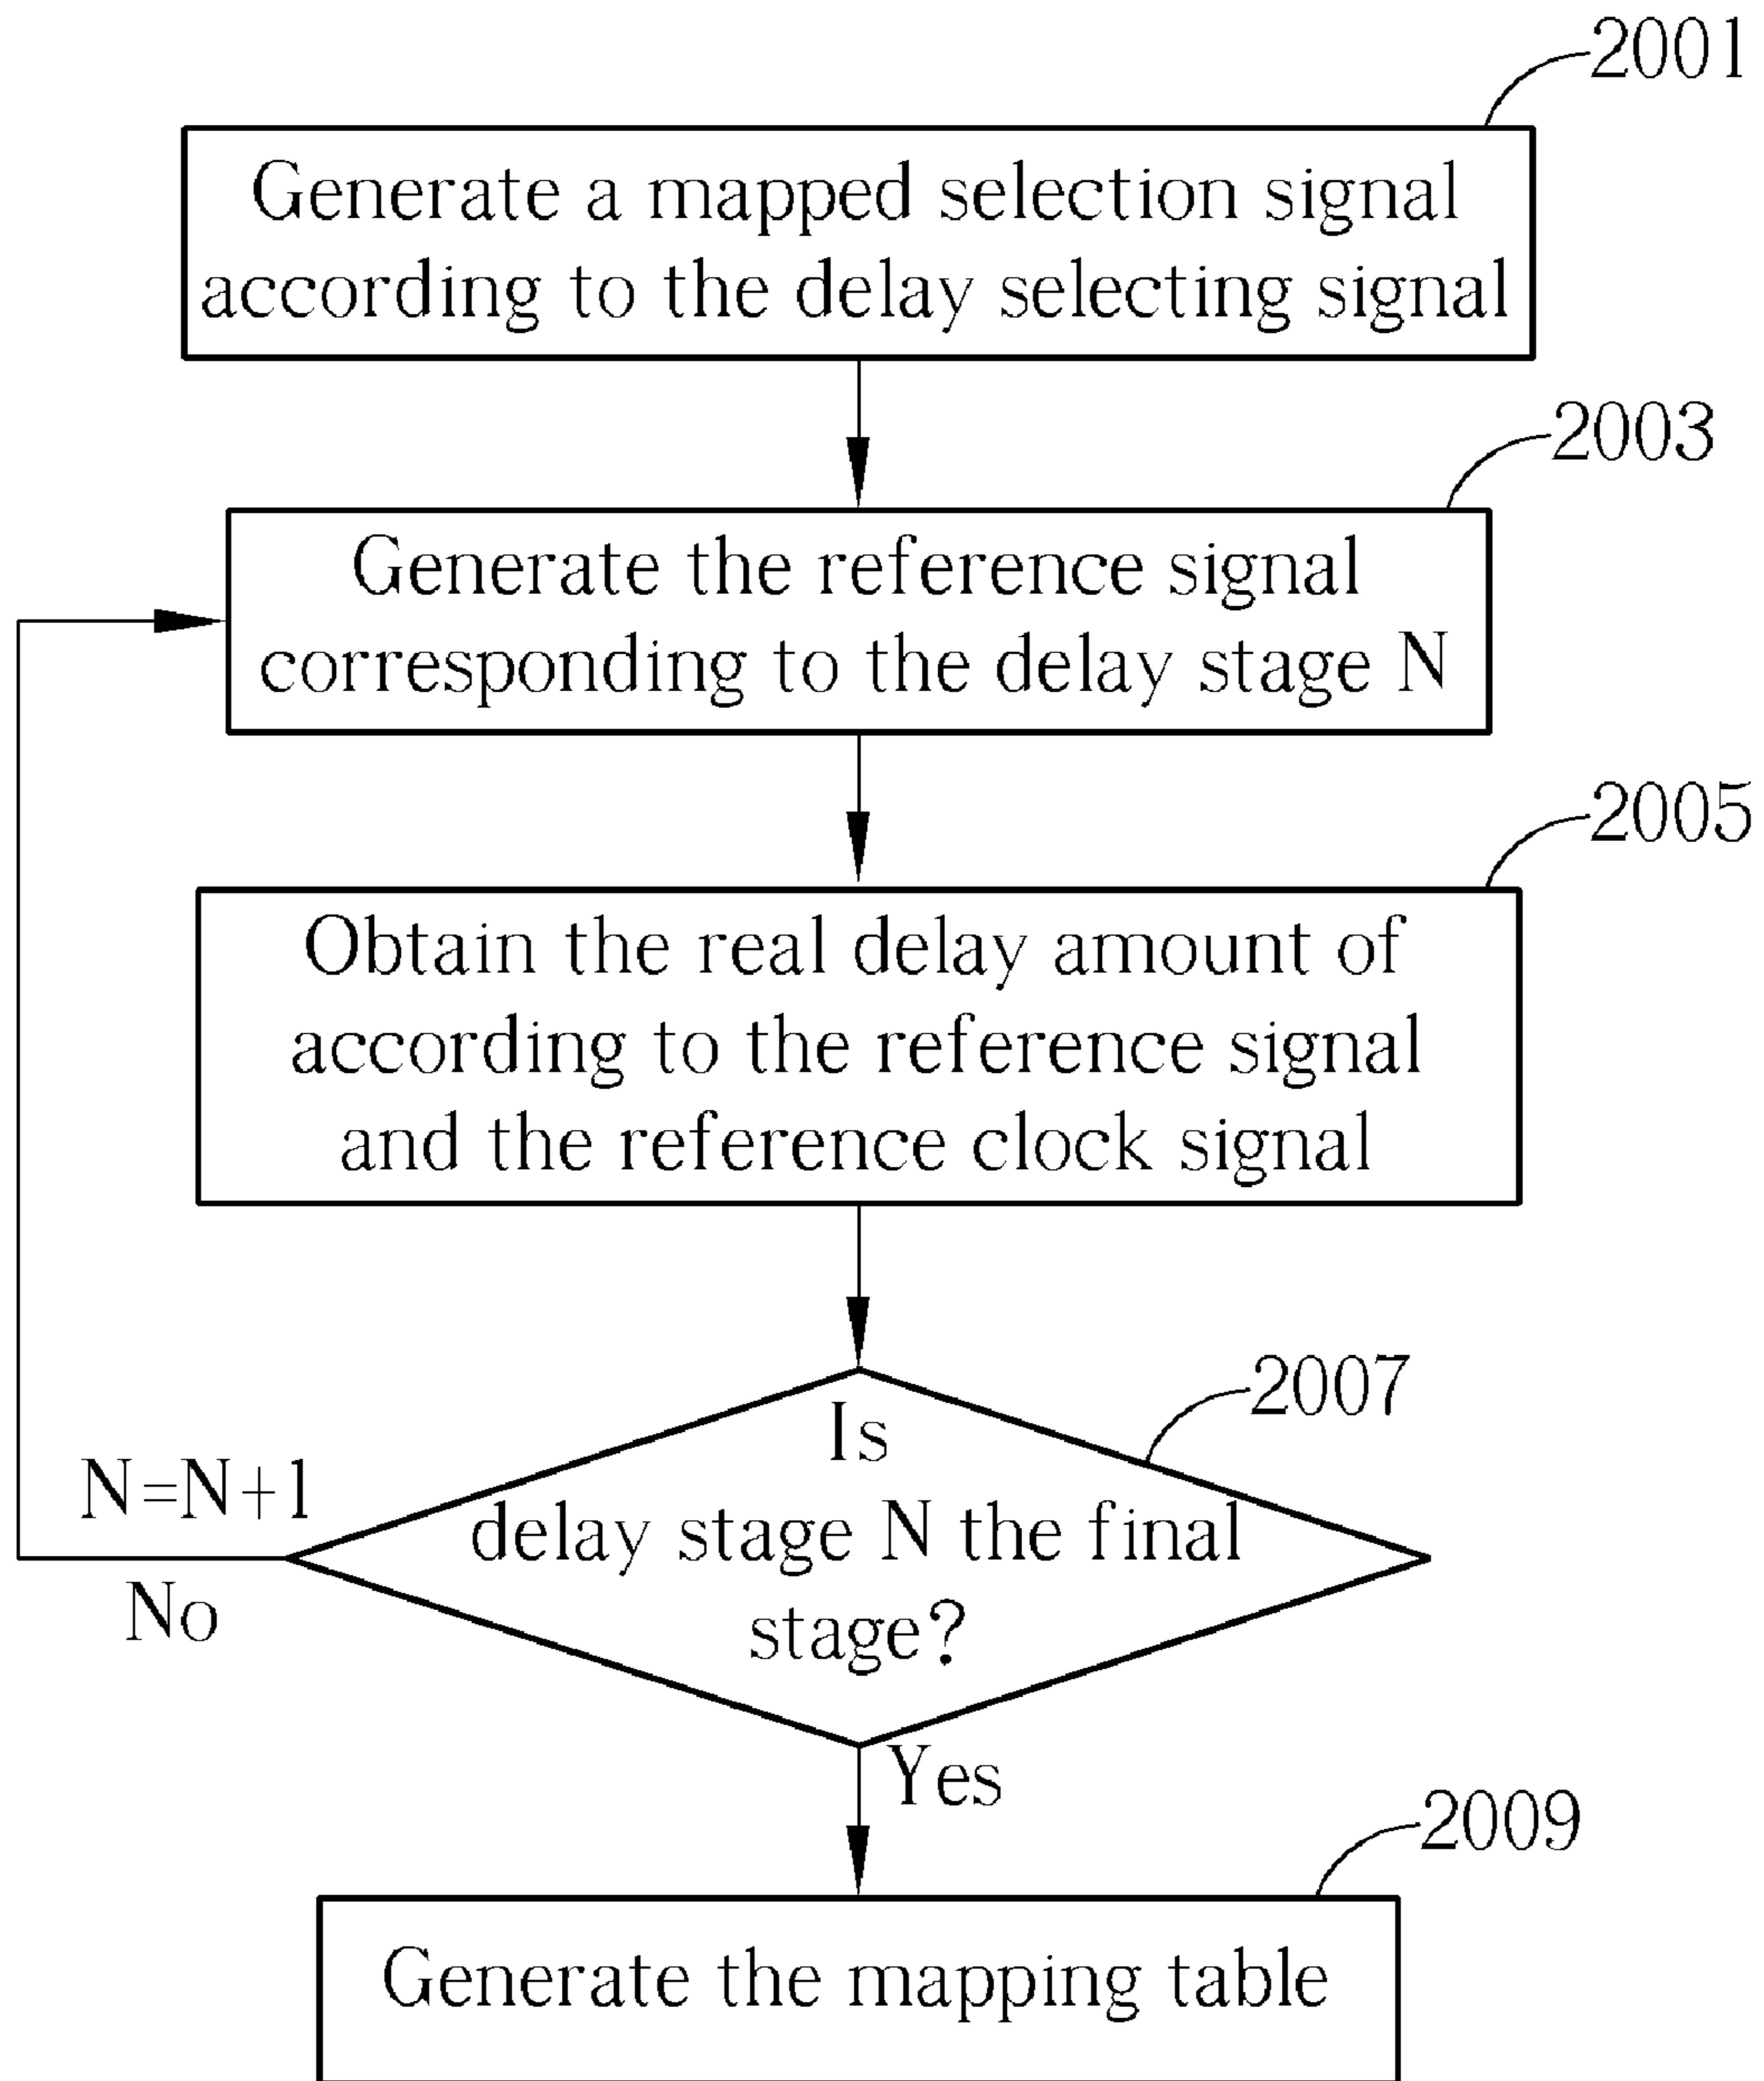 2001
Generate a mapped selection signal
according to the delay selecting signal
2003
Generate the reference signal
corresponding to the delay stage N
2005
Obtain the real delay amount of
according to the reference signal
and the reference clock signal
2007
Is
delay stage N the final
stage?
N=N+1
No
Yes
2009
Generate the mapping table